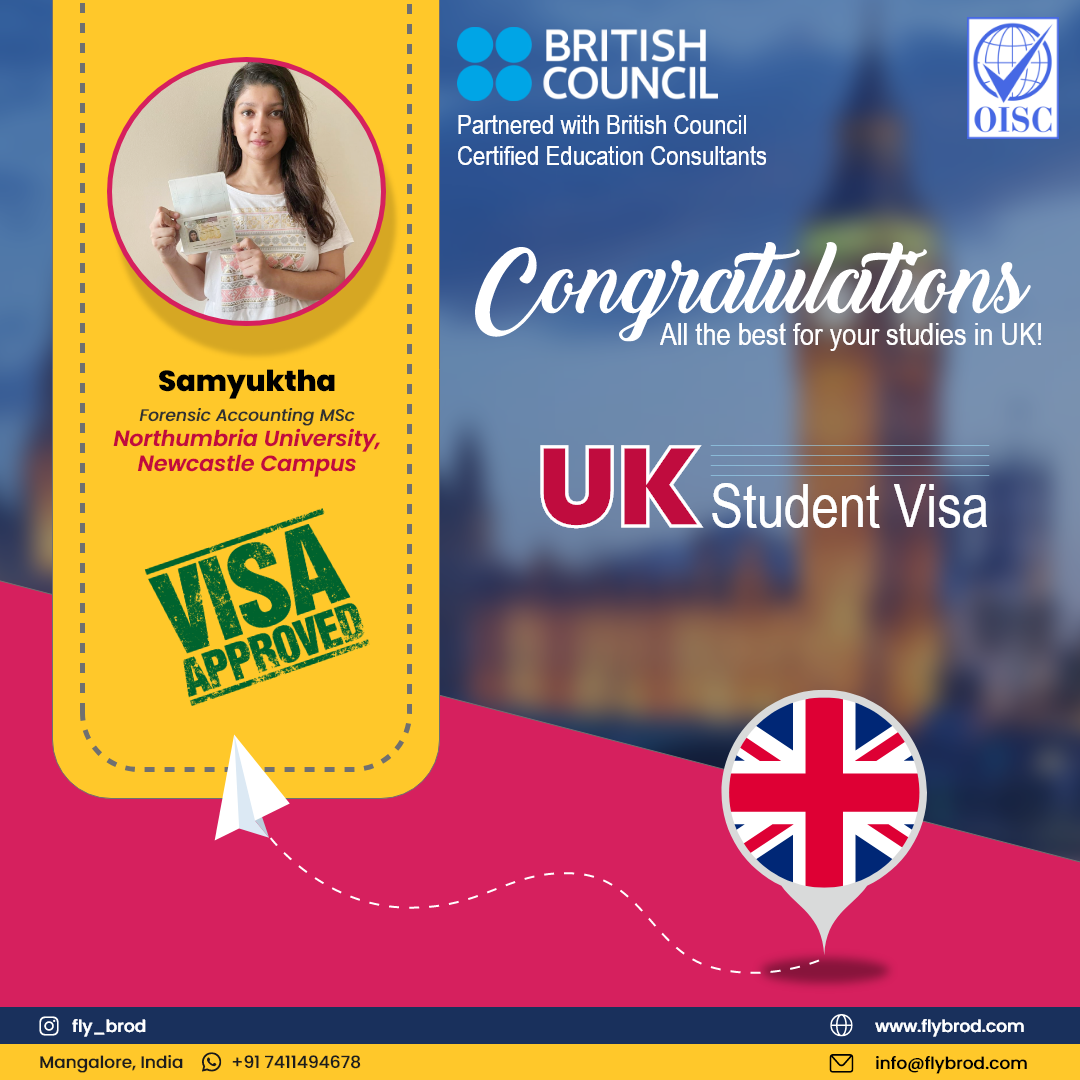 BRITISH
COUNCIL
Partnered with British Council
Certified Education Consultants
OISC
Congratulations
All the best for your studies in UK!
Samyuktha
Forensic Accounting MSc
Northumbria University,
Newcastle Campus
UK Student Visa
VISA
APPROVED
fly_brod
www.flybrod.com
Mangalore, India +91 7411494678
info@flybrod.com